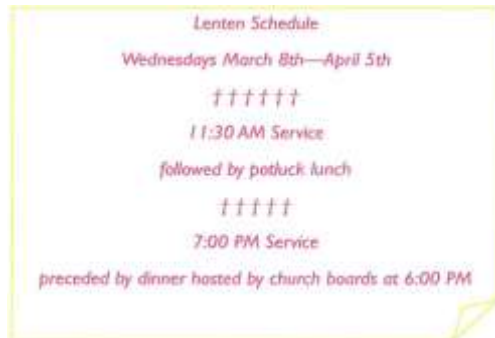 Lenten Schedule
Wednesdays March 8th—April 5th
† † † † † †
11:30 AM Service
followed by potluck lunch
† † † † †
7:00 PM Service
preceded by dinner hosted by church boards at 6:00 PM